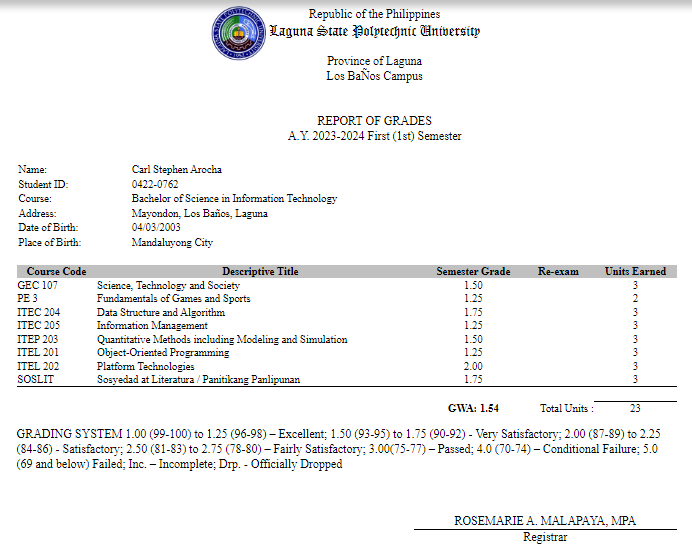 Republic of the Philippines
Laguna State Polytechnic University
Province of Laguna
Los BaÑos Campus
REPORT OF GRADES
A.Y. 2023-2024 First (1st) Semester
Name: Carl Stephen Arocha
Student ID: 0422-0762
Course: Bachelor of Science in Information Technology
Address: Mayondon, Los Baños, Laguna
Date of Birth: 04/03/2003
Place of Birth: Mandaluyong City
Course Code Descriptive Title Semester Grade Re-exam Units Earned
GEC 107 Science, Technology and Society 1.50 3
PE 3 Fundamentals of Games and Sports 1.25 2
ITEC 204 Data Structure and Algorithm 1.75 3
ITEC 205 Information Management 1.25 3
ITEP 203 Quantitative Methods including Modeling and Simulation 1.50 3
ITEL 201 Object-Oriented Programming 1.25 3
ITEL 202 Platform Technologies 2.00 3
SOSLIT Sosyedad at Literatura / Panitikang Panlipunan 1.75 3
GWA: 1.54 Total Units : 23
GRADING SYSTEM 1.00 (99-100) to 1.25 (96-98) – Excellent; 1.50 (93-95) to 1.75 (90-92) - Very Satisfactory; 2.00 (87-89) to 2.25
(84-86) - Satisfactory; 2.50 (81-83) to 2.75 (78-80) – Fairly Satisfactory; 3.00(75-77) – Passed; 4.0 (70-74) – Conditional Failure; 5.0
(69 and below) Failed; Inc. – Incomplete; Drp. - Officially Dropped
ROSEMARIE A. MALAPAYA, MPA
Registrar